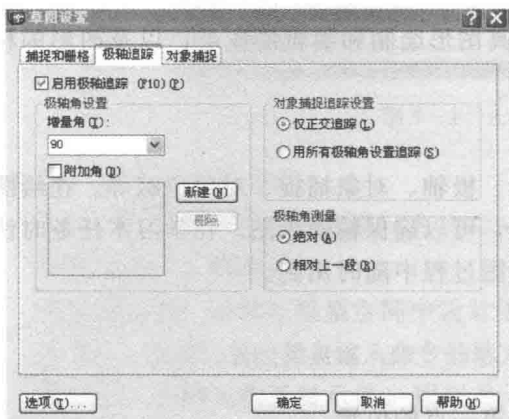 草图设置
捕捉和栅格 极轴追踪 对象捕捉
启用极轴追踪 (F10)(P)
极轴角设置
增量角(I):
90
附加角(D)
新建(N)
删除
对象捕捉追踪设置
仅正交追踪(L)
用所有极轴角设置追踪(S)
极轴角测量
绝对(A)
相对上一段(R)
选项(T)... 确定 取消 帮助(H)